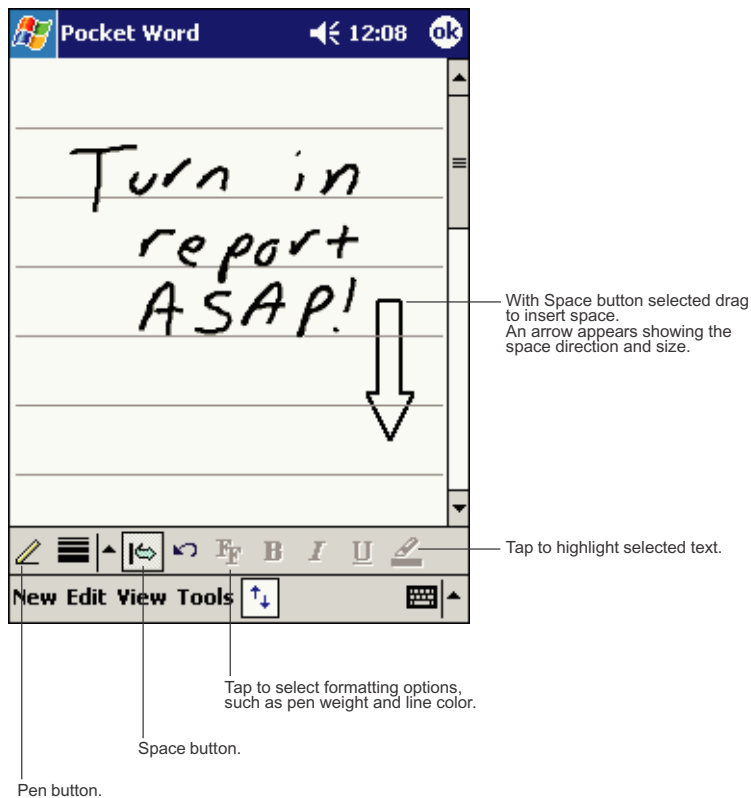 Pocket Word 12:08 ok
Turn in
report
ASAP!
With Space button selected drag
to insert space.
An arrow appears showing the
space direction and size.
FF B I U
Tap to highlight selected text.
New Edit View Tools
Tap to select formatting options,
such as pen weight and line color.
Space button.
Pen button.